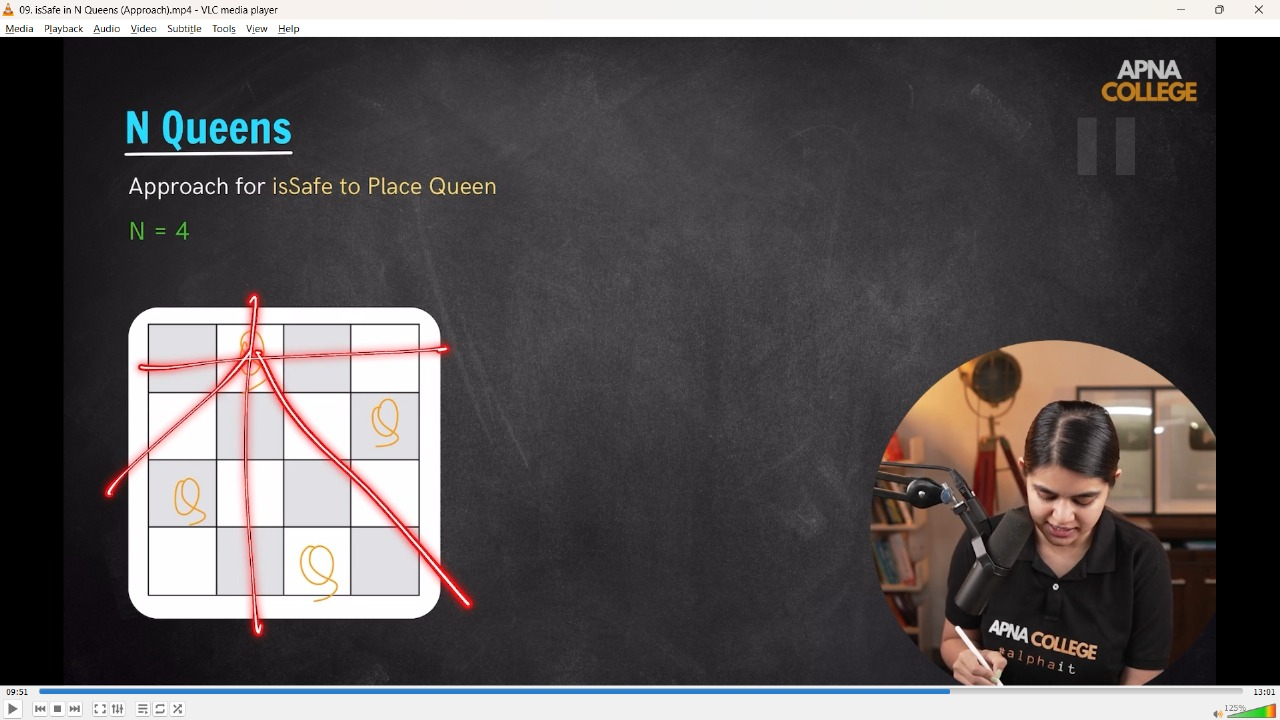 09. isSafe in N Queens (Approach).mp4 - VLC media player
Media Playback Audio Video Subtitle Tools View Help
APNA
COLLEGE
N Queens
Approach for isSafe to Place Queen
N = 4
Q
Q
Q
Q
APNA COLLEGE
#alphait
09:51
13:01
125%